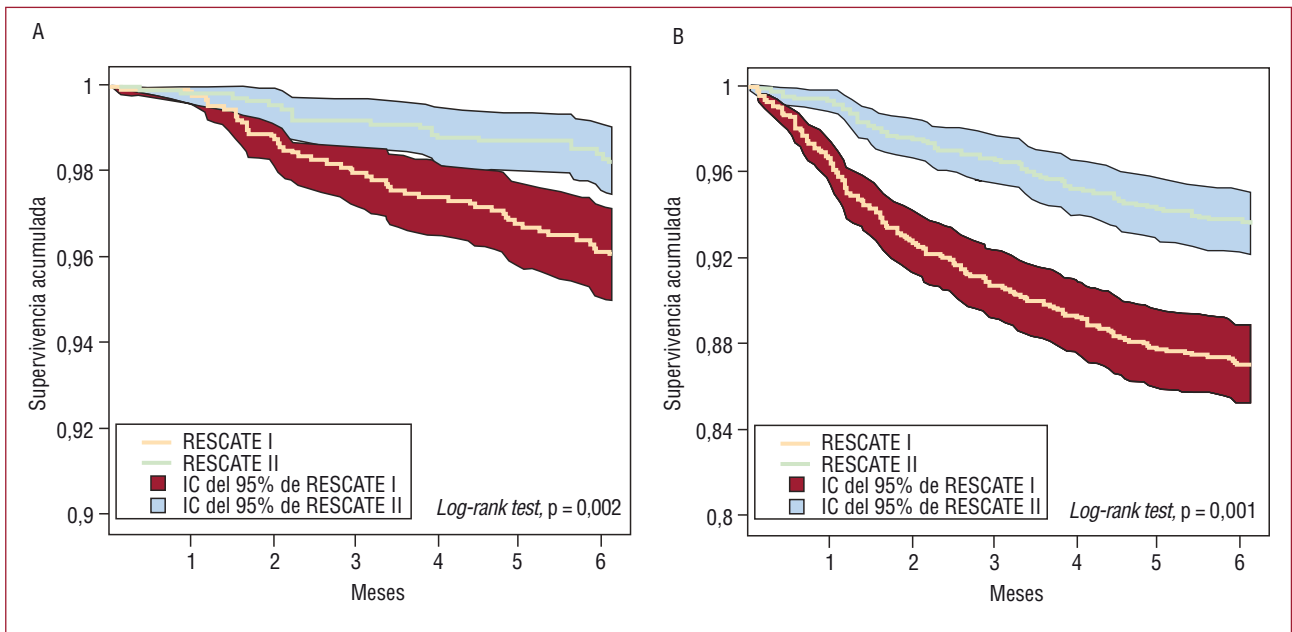 A
Supervivencia acumulada
1
0,98
0,96
0,94
0,92
0,9
RESCATE I
RESCATE II
IC del 95% de RESCATE I
IC del 95% de RESCATE II
Log-rank test, p = 0,002
1 2 3 4 5 6
Meses
B
Supervivencia acumulada
1
0,96
0,92
0,88
0,84
0,8
RESCATE I
RESCATE II
IC del 95% de RESCATE I
IC del 95% de RESCATE II
Log-rank test, p = 0,001
1 2 3 4 5 6
Meses